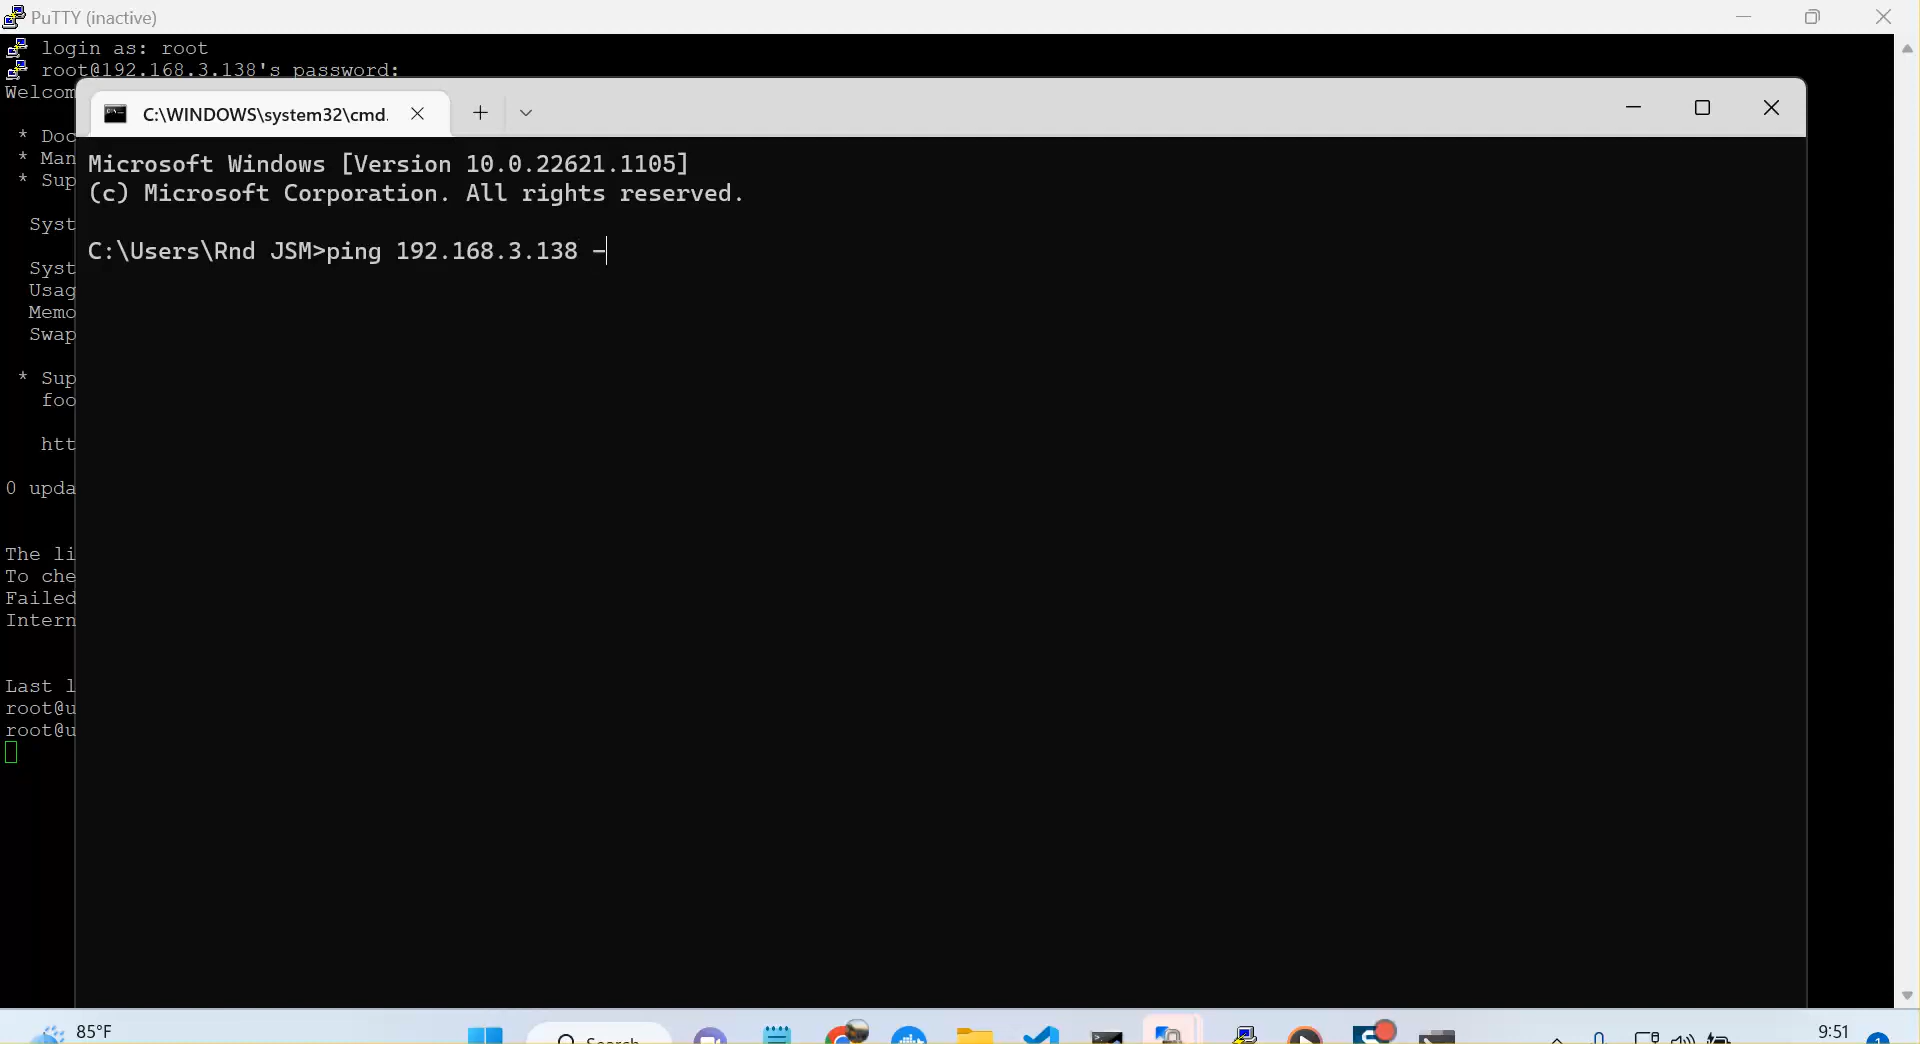 PuTTY (inactive)
login as: root
root@192.168.3.138's password:
Welcom
C:\WINDOWS\system32\cmd.
* Doc
* Man
* Sup
Microsoft Windows [Version 10.0.22621.1105]
(c) Microsoft Corporation. All rights reserved.
Syst
C:\Users\Rnd JSM>ping 192.168.3.138 -
Syst
Usag
Memo
Swap
* Sup
foo
htt
0 upda
The li
To che
Failed
Intern
Last l
root@u
root@u
85°F
Search
9:51
1